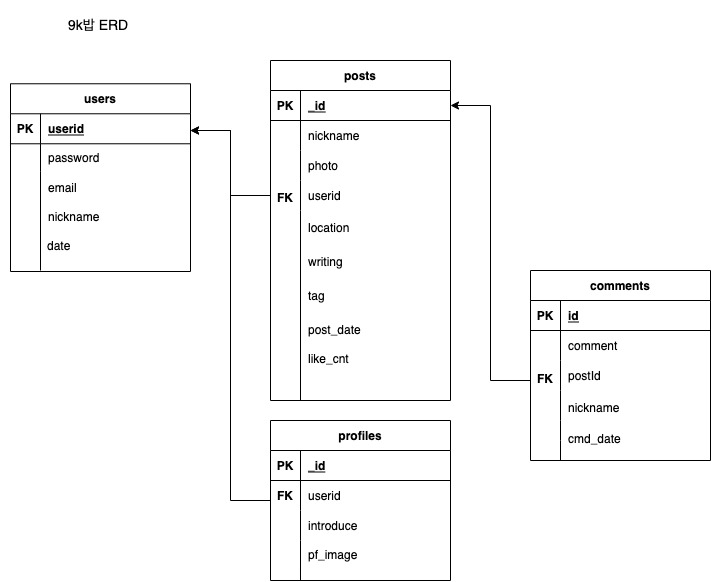 9k밥 ERD
users
PK userid
password
email
nickname
date
posts
PK _id
nickname
photo
FK userid
location
writing
tag
post_date
like_cnt
comments
PK id
comment
FK postId
nickname
cmd_date
profiles
PK _id
FK userid
introduce
pf_image